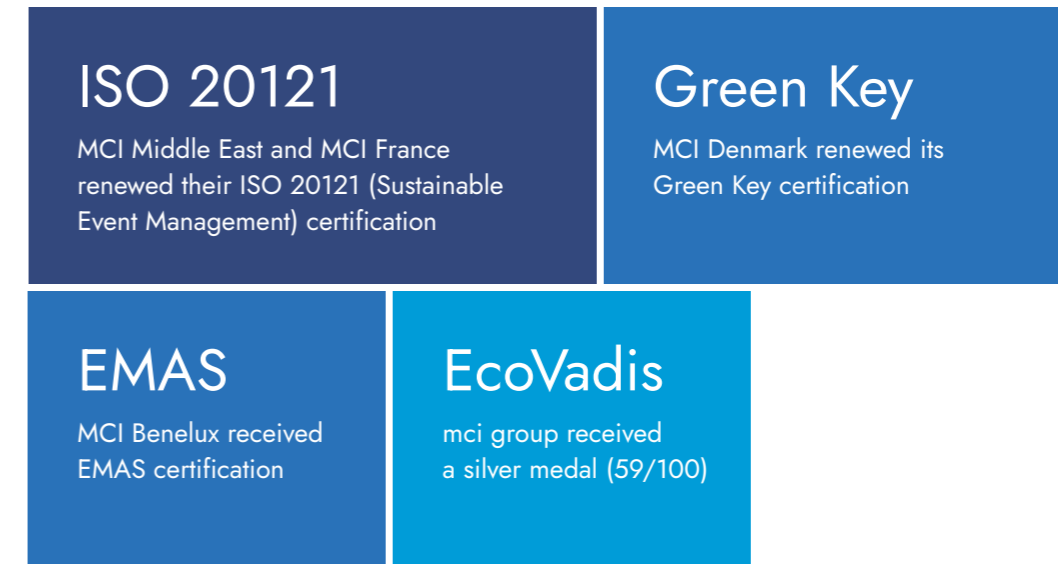 ISO 20121
MCI Middle East and MCI France
renewed their ISO 20121 (Sustainable
Event Management) certification
Green Key
MCI Denmark renewed its
Green Key certification
EMAS
MCI Benelux received
EMAS certification
EcoVadis
mci group received
a silver medal (59/100)